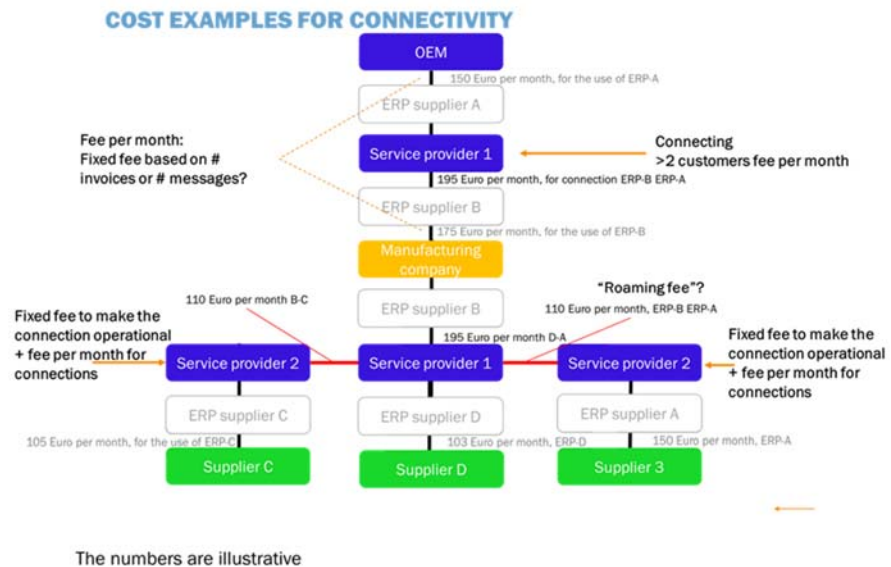 COST EXAMPLES FOR CONNECTIVITY
OEM
150 Euro per month, for the use of ERP-A
ERP supplier A
Fee per month:
Fixed fee based on #
invoices or # messages?
Service provider 1
Connecting
>2 customers fee per month
195 Euro per month, for connection ERP-B ERP-A
ERP supplier B
175 Euro per month, for the use of ERP-B
Manufacturing
company
110 Euro per month B-C
ERP supplier B
"Roaming fee"?
110 Euro per month, ERP-B ERP-A
Fixed fee to make the
connection operational
+ fee per month for
connections
195 Euro per month D-A
Fixed fee to make the
connection operational
+ fee per month for
connections
Service provider 2
Service provider 1
Service provider 2
ERP supplier C
ERP supplier D
ERP supplier A
105 Euro per month, for the use of ERP-C
103 Euro per month, ERP-D
150 Euro per month, ERP-A
Supplier C
Supplier D
Supplier 3
The numbers are illustrative